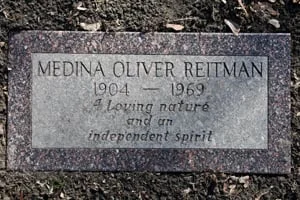 MEDINA OLIVER REITMAN
1904 — 1969
A loving nature
and an
independent spirit